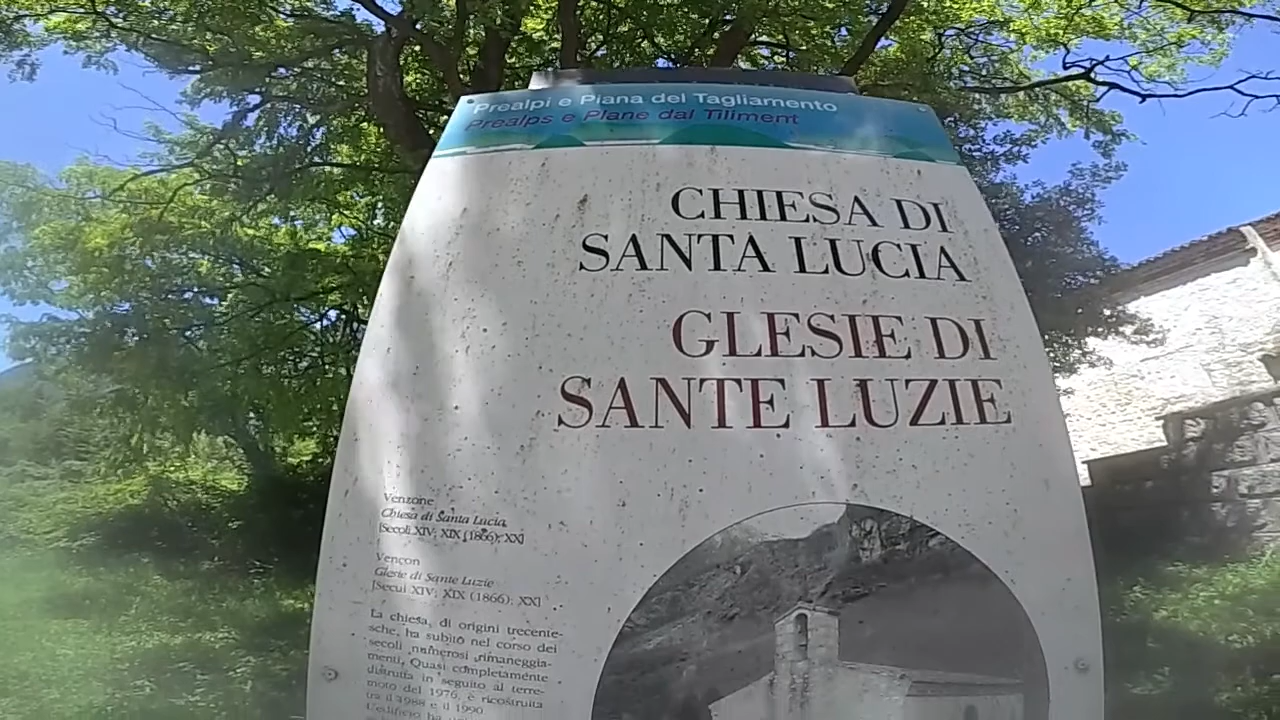 Prealpi e Piana del Tagliamento
Prealps e Plane dal Tiliment
CHIESA DI
SANTA LUCIA
GLESIE DI
SANTE LUZIE
Venzone
Chiesa di Santa Lucia
[Secoli XIV; XIX (1866); XX]
Vençon
Glesie di Sante Luzie
[Secui XIV; XIX (1866); XX]
La chiesa, di origini trecente-
sche, ha subìto nel corso dei
secoli numerosi rimaneggia-
menti. Quasi completamente
distrutta in seguito al terre-
moto del 1976, è ricostruita
tra il 1988 e il 1990.
L'edificio ha